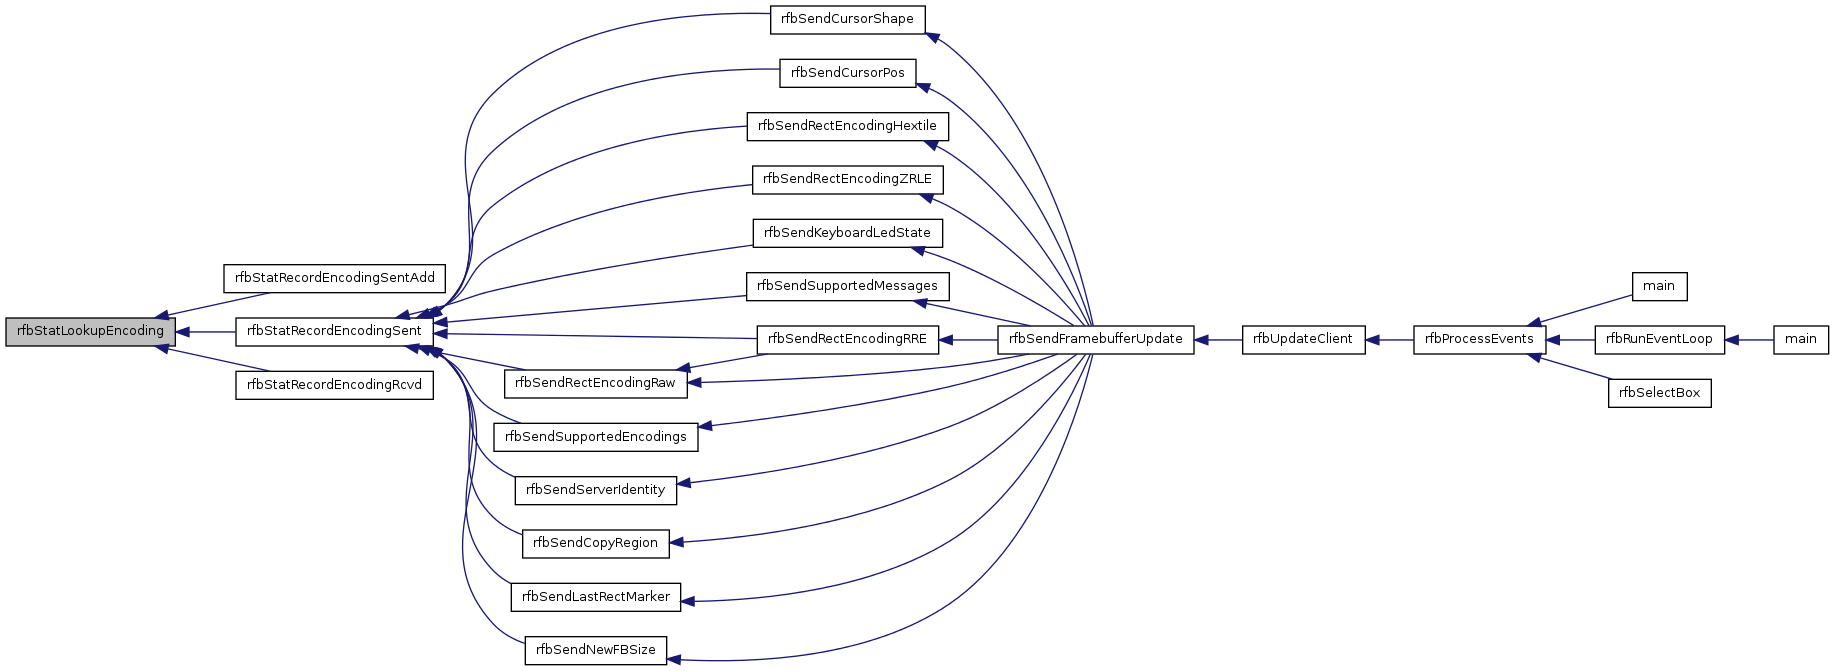 rfbSendCursorShape
rfbSendCursorPos
rfbSendRectEncodingHextile
rfbSendRectEncodingZRLE
rfbSendKeyboardLedState
rfbStatRecordEncodingSentAdd
rfbSendSupportedMessages
main
rfbStatLookupEncoding
rfbStatRecordEncodingSent
rfbSendRectEncodingRRE
rfbSendFramebufferUpdate
rfbUpdateClient
rfbProcessEvents
rfbRunEventLoop
main
rfbStatRecordEncodingRcvd
rfbSendRectEncodingRaw
rfbSelectBox
rfbSendSupportedEncodings
rfbSendServerIdentity
rfbSendCopyRegion
rfbSendLastRectMarker
rfbSendNewFBSize